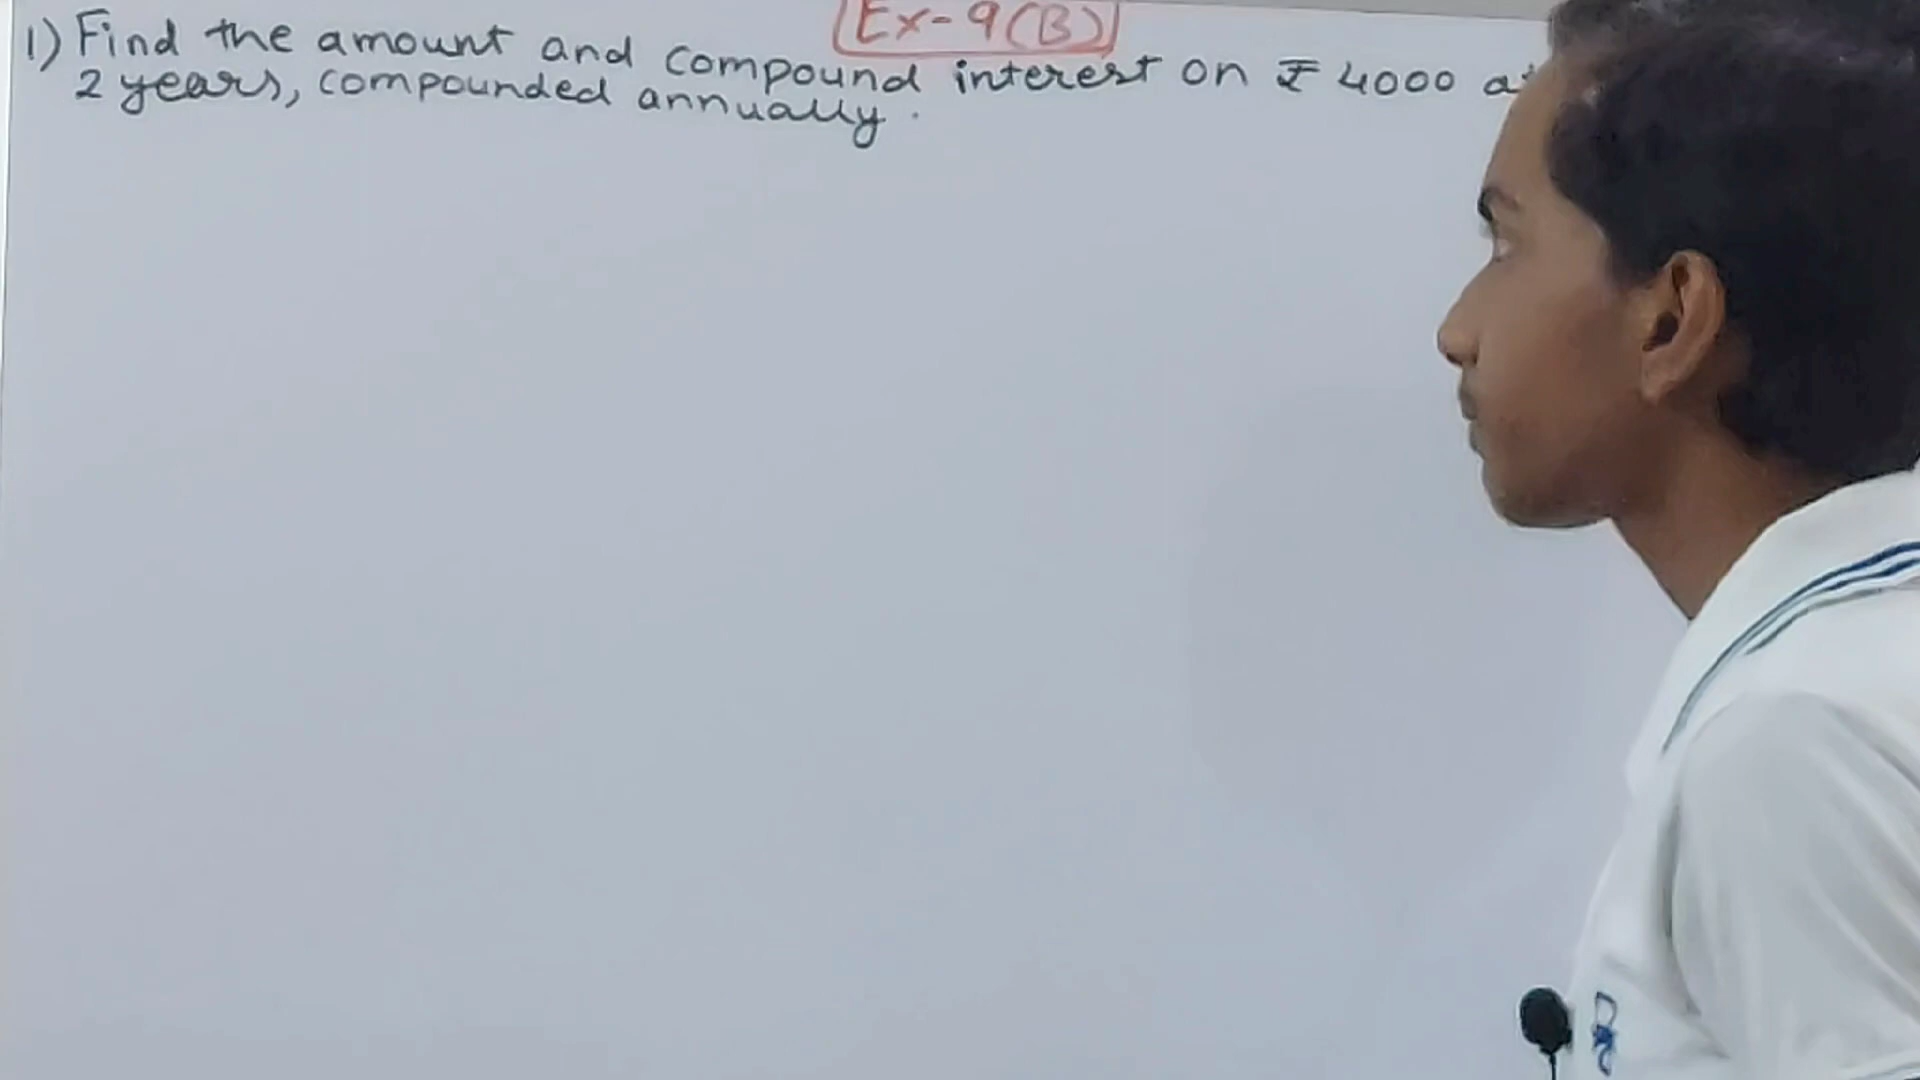 Ex-9(B)
1) Find the amount and compound interest on ₹ 4000
2 years, compounded annually.